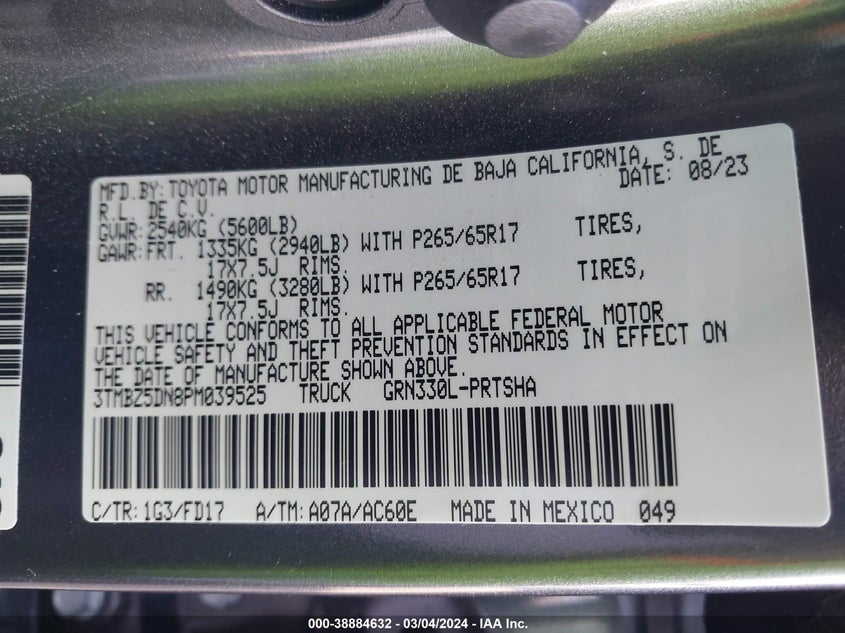 MFD.BY: TOYOTA MOTOR MANUFACTURING DE BAJA CALIFORNIA, S. DE
R.L. DE C.V. DATE: 08/23
GVWR: 2540KG (5600LB)
GAWR: FRT. 1335KG (2940LB) WITH P265/65R17 TIRES,
17X7.5J RIMS.
RR. 1490KG (3280LB) WITH P265/65R17 TIRES,
17X7.5J RIMS.
THIS VEHICLE CONFORMS TO ALL APPLICABLE FEDERAL MOTOR
VEHICLE SAFETY AND THEFT PREVENTION STANDARDS IN EFFECT ON
THE DATE OF MANUFACTURE SHOWN ABOVE.
3TMBZ5DN8PM039525 TRUCK GRN330L-PRTSHA
C/TR: 1G3/FD17 A/TM: A07A/AC60E MADE IN MEXICO 049
000-38884632 - 03/04/2024 - IAA Inc.